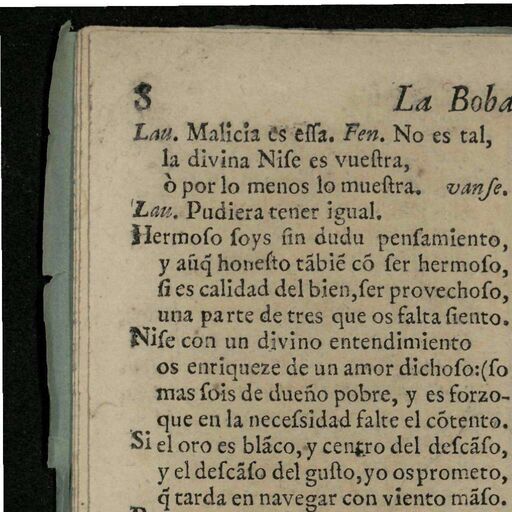 8 La Boba
Lau. Malicia es eſſa. Fen. No es tal,
la divina Niſe es vueſtra,
ò por lo menos lo mueſtra. vanſe.
Lau. Pudiera tener igual.
Hermoſo ſoys ſin dudu penſamiento,
y aũq̃ honeſto tãbiẽ cõ ſer hermoſo,
ſi es calidad del bien, ſer provechoſo,
una parte de tres que os falta ſiento.
Niſe con un divino entendimiento
os enriqueze de un amor dichoſo:(ſo
mas ſois de dueño pobre, y es forzo-
que en la neceſsidad falte el cõtento.
Si el oro es blãco, y centro del deſcãſo,
y el deſcãſo del guſto, yo os prometo,
q̃ tarda en navegar con viento mãſo.